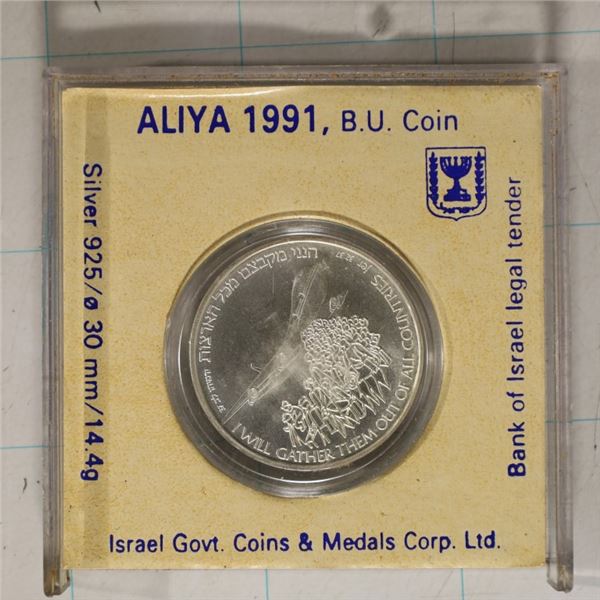 ALIYA 1991, B.U. Coin
Silver 925/ø 30 mm/14.4g
הנני מקבצם מכל הארצות
I WILL GATHER THEM OUT OF ALL COUNTRIES
Bank of Israel legal tender
Israel Govt. Coins & Medals Corp. Ltd.